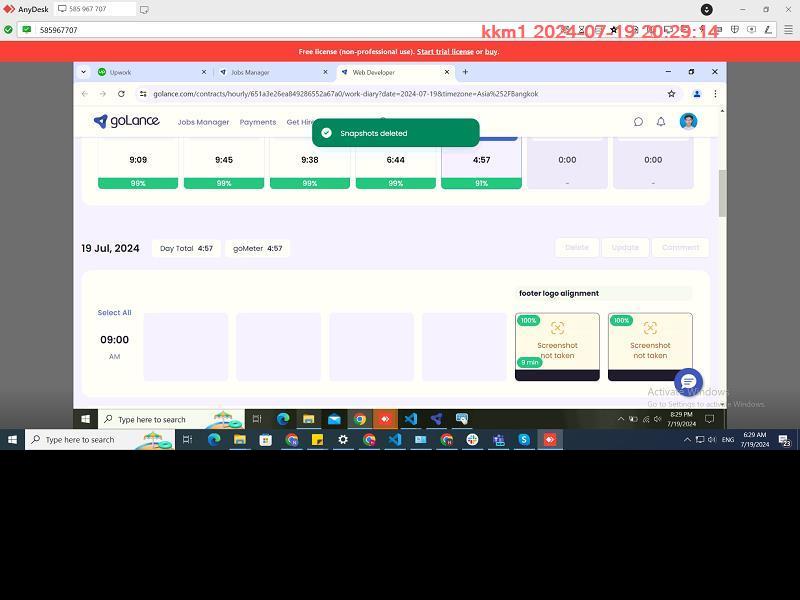 AnyDesk
585 967 707
585967707
kkm1 2024-07-19 20:29:14
Free license (non-professional use). Start trial license or buy.
Upwork
Jobs Manager
Web Developer
golance.com/contracts/hourly/651a3e26ea849286552a67a0/work-diary?date=2024-07-19&timezone=Asia%252FBangkok
goLance
Jobs Manager
Payments
Get Hir
Snapshots deleted
9:09
9:45
9:38
6:44
4:57
0:00
0:00
99%
99%
99%
99%
91%
-
-
19 Jul, 2024
Day Total 4:57
goMeter 4:57
Delete
Update
Comment
footer logo alignment
Select All
09:00
AM
100%
Screenshot
not taken
9 min
100%
Screenshot
not taken
Activate Windows
Go to Settings to activate Windows.
Type here to search
8:29 PM
7/19/2024
Type here to search
ENG
6:29 AM
7/19/2024
23